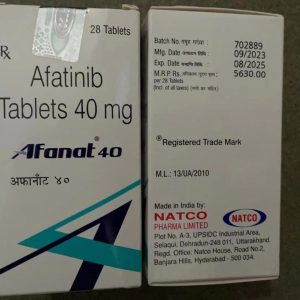 Rx
28 Tablets
Afatinib
Tablets 40 mg
Afanat® 40
अफानॅट ४०
Batch No. 702889
Mfg. Date 09/2023
Exp. Date 08/2025
M.R.P Rs. 5630.00
per 28 Tablets
(Incl. of all taxes)
®Registered Trade Mark
M.L.: 13/UA/2010
Made in India by:
NATCO
PHARMA LIMITED
NATCO
Plot No. A-3, UPSIDC Industrial Area,
Selaqui, Dehradun-248 011, Uttarakhand.
Regd. Office: Natco House, Road No.2,
Banjara Hills, Hyderabad - 500 034.